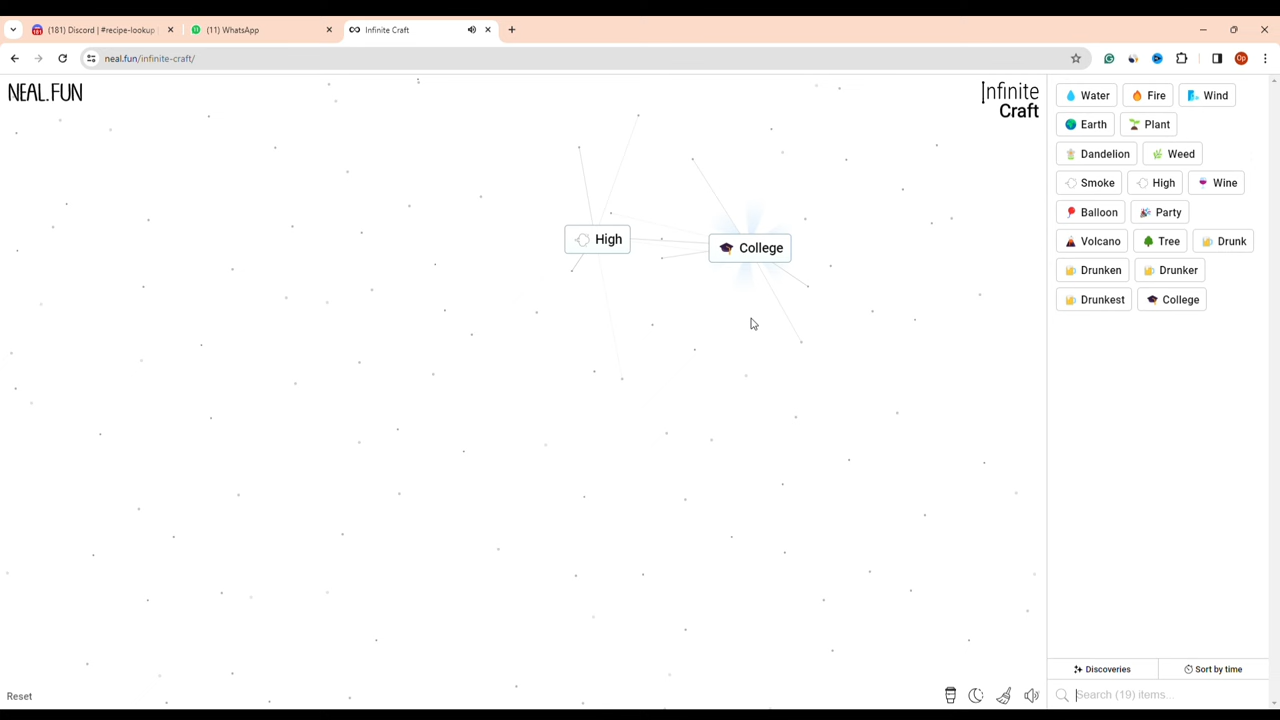 (181) Discord | #recipe-lookup
(11) WhatsApp
Infinite Craft
neal.fun/infinite-craft/
Op
NEAL.FUN
Infinite
Craft
Water Fire Wind
Earth Plant
Dandelion Weed
Smoke High Wine
Balloon Party
Volcano Tree Drunk
Drunken Drunker
Drunkest College
High
College
Discoveries Sort by time
Reset
Search (19) items...